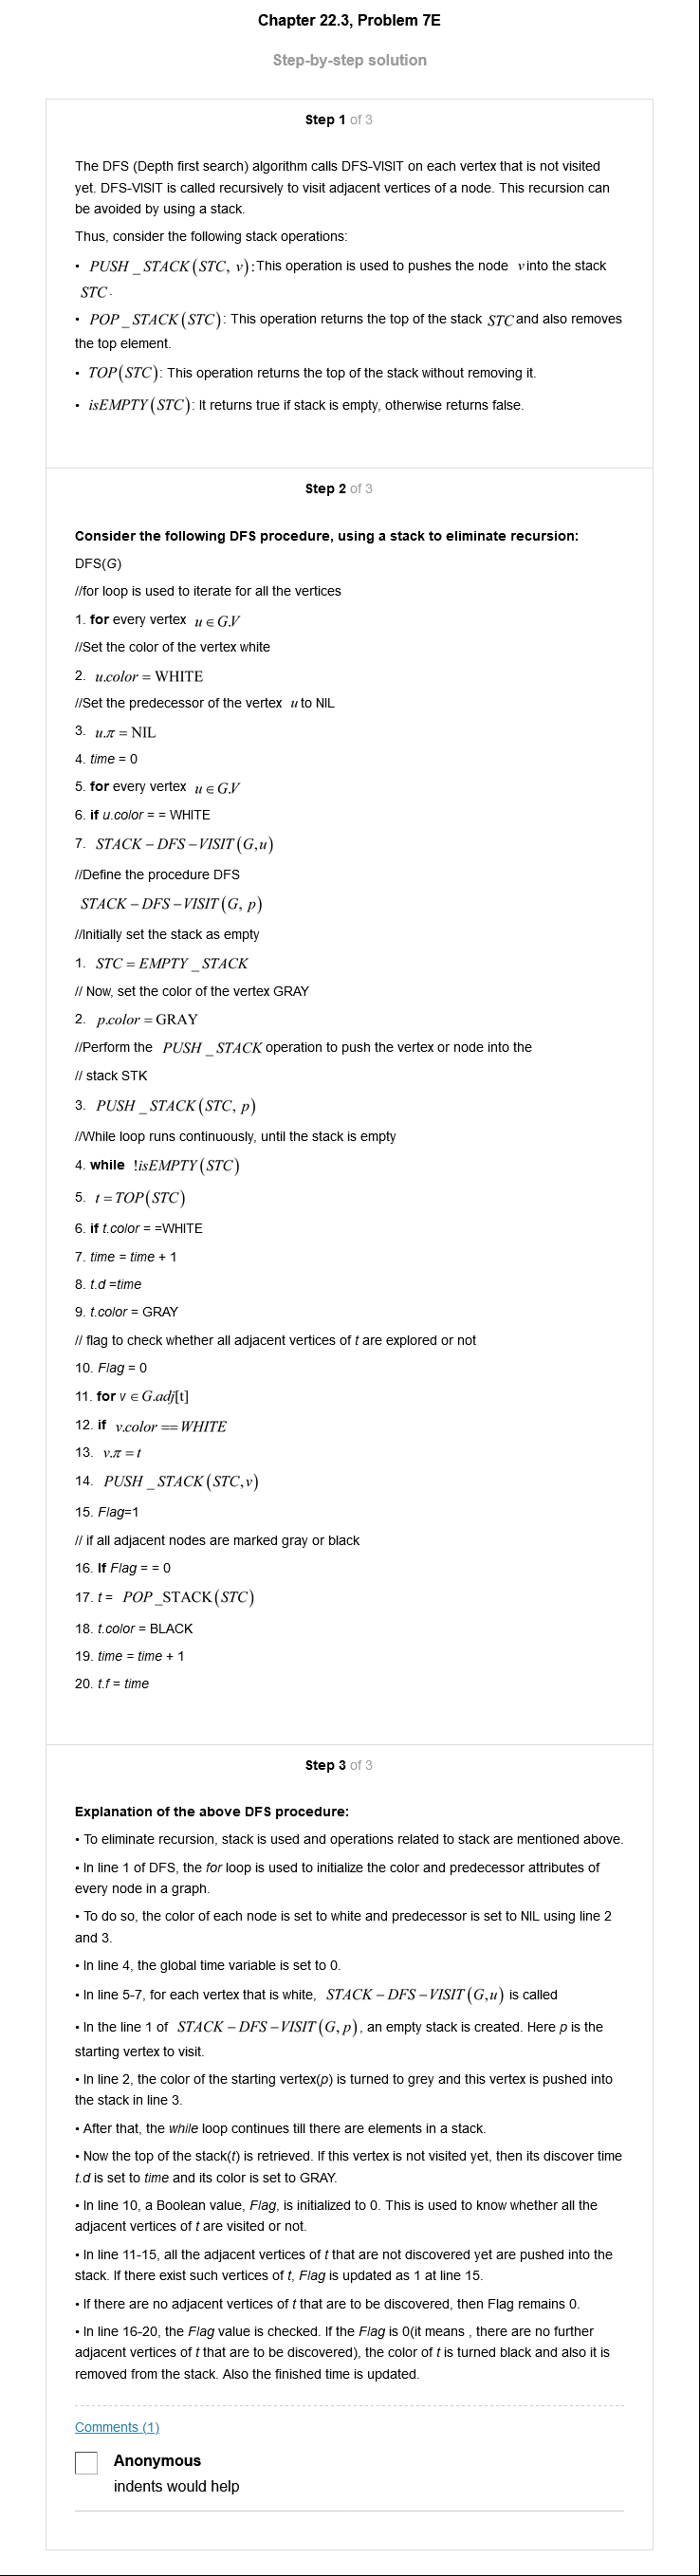 Chapter 22.3, Problem 7E
Step-by-step solution
Step 1 of 3
The DFS (Depth first search) algorithm calls DFS-VISIT on each vertex that is not visited
yet. DFS-VISIT is called recursively to visit adjacent vertices of a node. This recursion can
be avoided by using a stack.
Thus, consider the following stack operations:
• PUSH _ STACK(STC, v): This operation is used to pushes the node v into the stack
STC.
• POP_STACK(STC): This operation returns the top of the stack STC and also removes
the top element.
• TOP(STC): This operation returns the top of the stack without removing it.
• isEMPTY(STC): It returns true if stack is empty, otherwise returns false.
Step 2 of 3
Consider the following DFS procedure, using a stack to eliminate recursion:
DFS(G)
//for loop is used to iterate for all the vertices
1. for every vertex u ∈ G.V
//Set the color of the vertex white
2. u.color = WHITE
//Set the predecessor of the vertex u to NIL
3. u.π = NIL
4. time = 0
5. for every vertex u ∈ G.V
6. if u.color = = WHITE
7. STACK – DFS – VISIT(G,u)
//Define the procedure DFS
STACK – DFS – VISIT(G, p)
//Initially set the stack as empty
1. STC = EMPTY _ STACK
// Now, set the color of the vertex GRAY
2. p.color = GRAY
//Perform the PUSH _ STACK operation to push the vertex or node into the
// stack STK
3. PUSH _ STACK(STC, p)
//While loop runs continuously, until the stack is empty
4. while !isEMPTY(STC)
5. t = TOP(STC)
6. if t.color = =WHITE
7. time = time + 1
8. t.d =time
9. t.color = GRAY
// flag to check whether all adjacent vertices of t are explored or not
10. Flag = 0
11. for v ∈ G.adj[t]
12. if v.color == WHITE
13. v.π = t
14. PUSH _ STACK(STC,v)
15. Flag=1
// if all adjacent nodes are marked gray or black
16. If Flag = = 0
17. t = POP_STACK(STC)
18. t.color = BLACK
19. time = time + 1
20. t.f = time
Step 3 of 3
Explanation of the above DFS procedure:
• To eliminate recursion, stack is used and operations related to stack are mentioned above.
• In line 1 of DFS, the for loop is used to initialize the color and predecessor attributes of
every node in a graph.
• To do so, the color of each node is set to white and predecessor is set to NIL using line 2
and 3.
• In line 4, the global time variable is set to 0.
• In line 5-7, for each vertex that is white, STACK – DFS – VISIT(G,u) is called
• In the line 1 of STACK – DFS – VISIT(G, p), an empty stack is created. Here p is the
starting vertex to visit.
• In line 2, the color of the starting vertex(p) is turned to grey and this vertex is pushed into
the stack in line 3.
• After that, the while loop continues till there are elements in a stack.
• Now the top of the stack(t) is retrieved. If this vertex is not visited yet, then its discover time
t.d is set to time and its color is set to GRAY.
• In line 10, a Boolean value, Flag, is initialized to 0. This is used to know whether all the
adjacent vertices of t are visited or not.
• In line 11-15, all the adjacent vertices of t that are not discovered yet are pushed into the
stack. If there exist such vertices of t, Flag is updated as 1 at line 15.
• If there are no adjacent vertices of t that are to be discovered, then Flag remains 0.
• In line 16-20, the Flag value is checked. If the Flag is 0(it means , there are no further
adjacent vertices of t that are to be discovered), the color of t is turned black and also it is
removed from the stack. Also the finished time is updated.
Comments (1)
Anonymous
indents would help